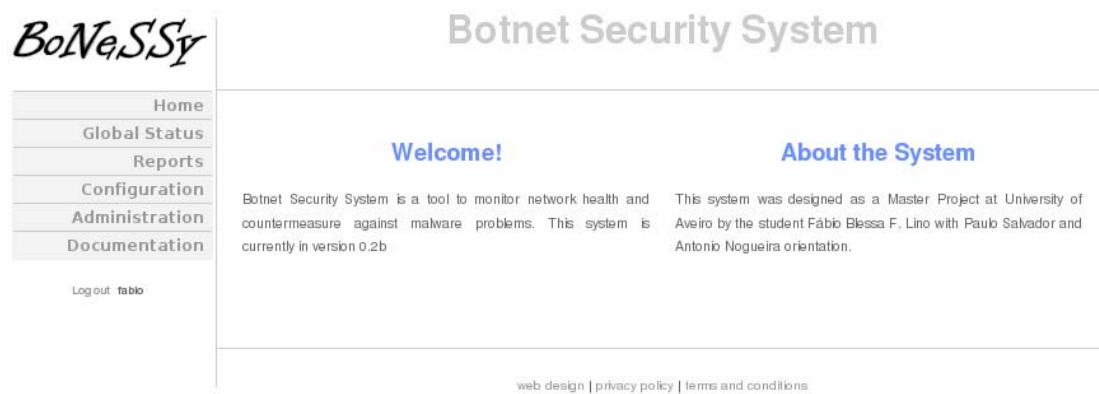 BoNeSSy
Botnet Security System
Home
Global Status
Reports
Configuration
Administration
Documentation
Logout fabio
Welcome!
Botnet Security System is a tool to monitor network health and
countermeasure against malware problems. This system is
currently in version 0.2b
About the System
This system was designed as a Master Project at University of
Aveiro by the student Fábio Blessa F. Lino with Paulo Salvador and
Antonio Nogueira orientation.
web design | privacy policy | terms and conditions